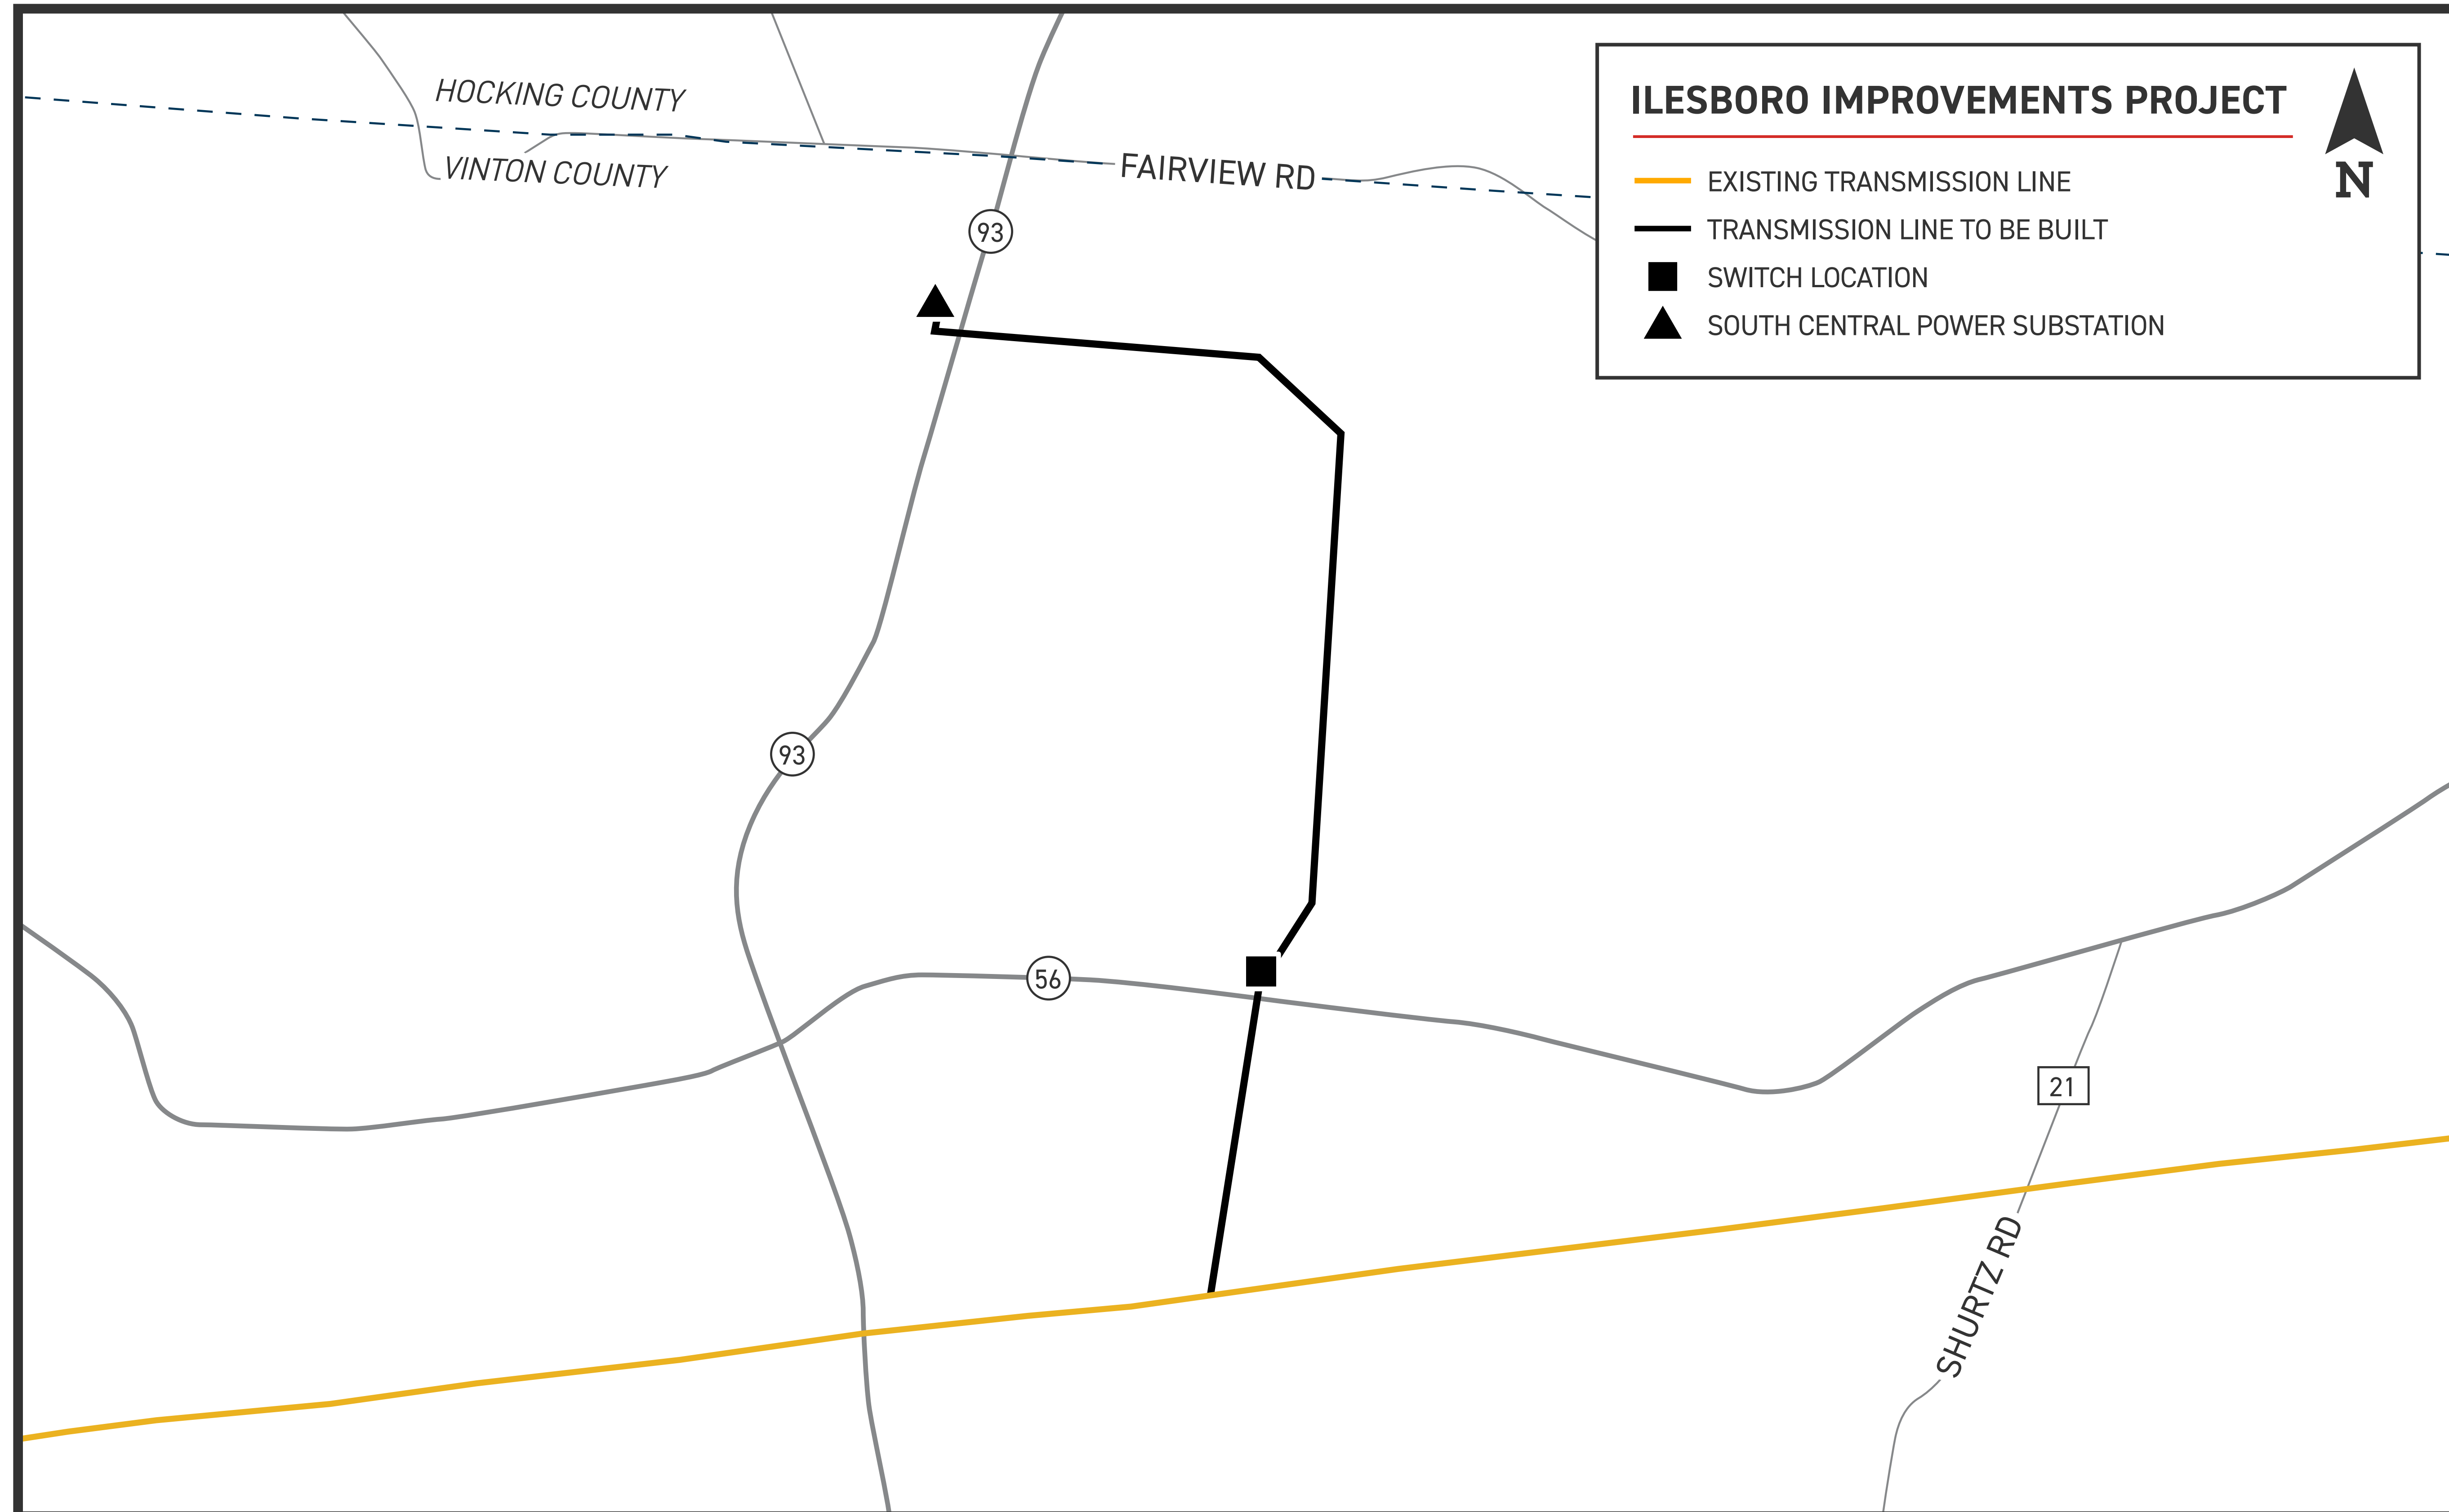 HOCKING COUNTY
VINTON COUNTY
FAIRVIEW RD
93
ILESBORO IMPROVEMENTS PROJECT
N
EXISTING TRANSMISSION LINE
TRANSMISSION LINE TO BE BUILT
SWITCH LOCATION
SOUTH CENTRAL POWER SUBSTATION
93
56
21
SHURTZ RD